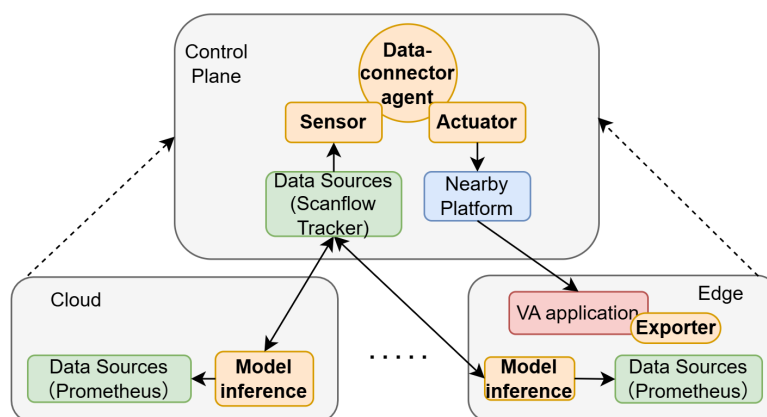 Control
Plane
Data-
connector
agent
Sensor
Actuator
Data Sources
(Scanflow
Tracker)
Nearby
Platform
Cloud
Edge
VA application
Exporter
Data Sources
（Prometheus）
Model
inference
.....
Model
inference
Data Sources
（Prometheus）